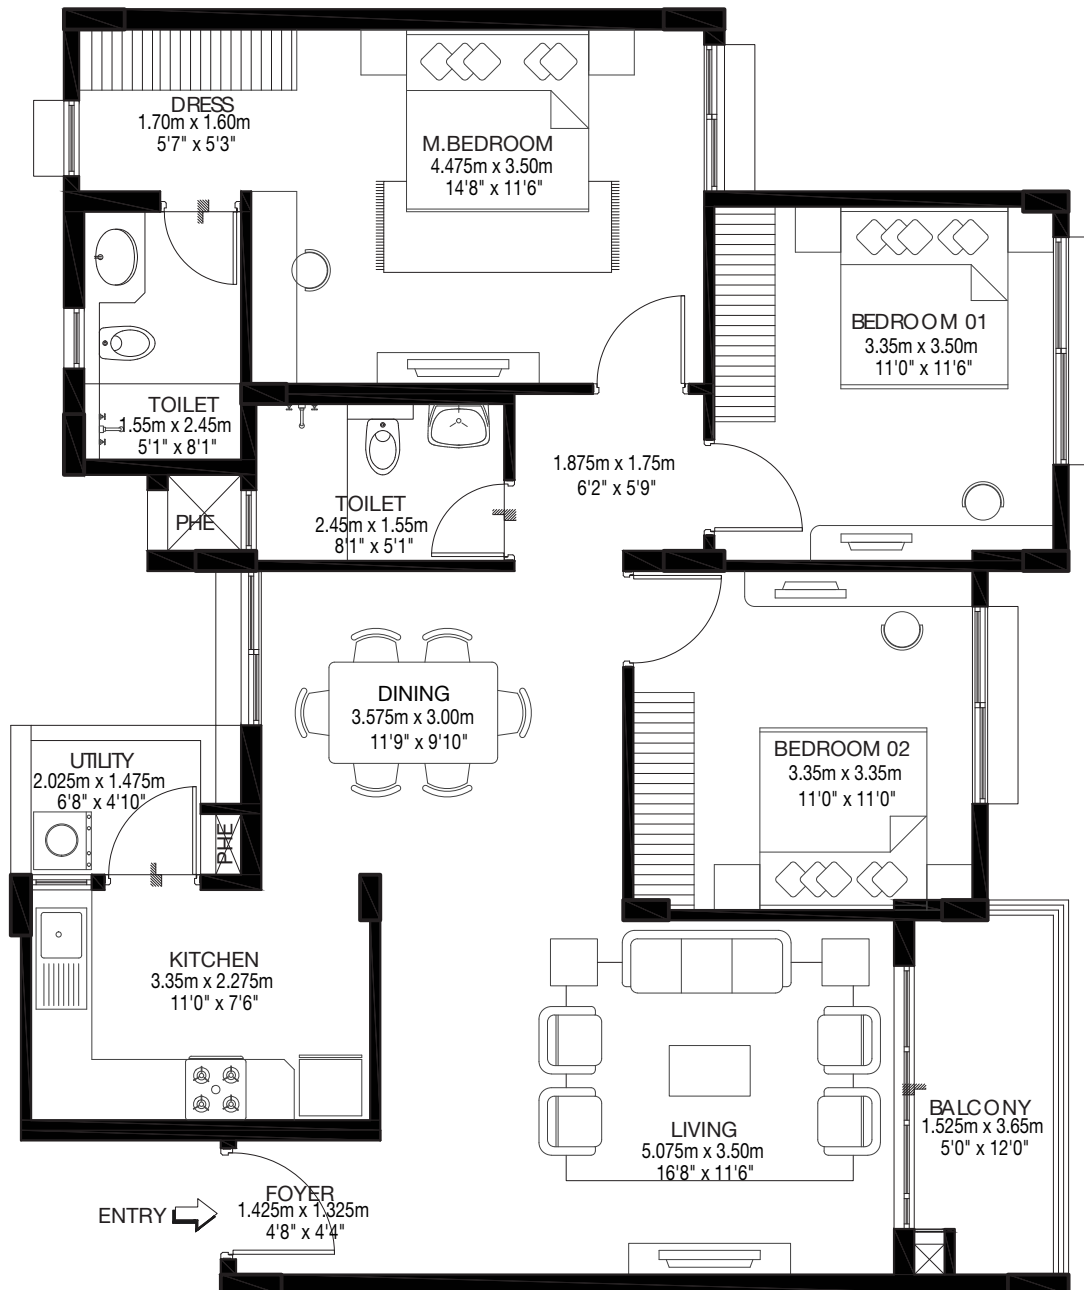 DRESS
1.70m x 1.60m
5'7" x 5'3"
M.BEDROOM
4.475m x 3.50m
14'8" x 11'6"
BEDROOM 01
3.35m x 3.50m
11'0" x 11'6"
TOILET
1.55m x 2.45m
5'1" x 8'1"
1.875m x 1.75m
6'2" x 5'9"
PHE
TOILET
2.45m x 1.55m
8'1" x 5'1"
DINING
3.575m x 3.00m
11'9" x 9'10"
UTILITY
2.025m x 1.475m
6'8" x 4'10"
BEDROOM 02
3.35m x 3.35m
11'0" x 11'0"
PHE
KITCHEN
3.35m x 2.275m
11'0" x 7'6"
BALCONY
1.525m x 3.65m
5'0" x 12'0"
LIVING
5.075m x 3.50m
16'8" x 11'6"
FOYER
1.425m x 1.325m
4'8" x 4'4"
ENTRY